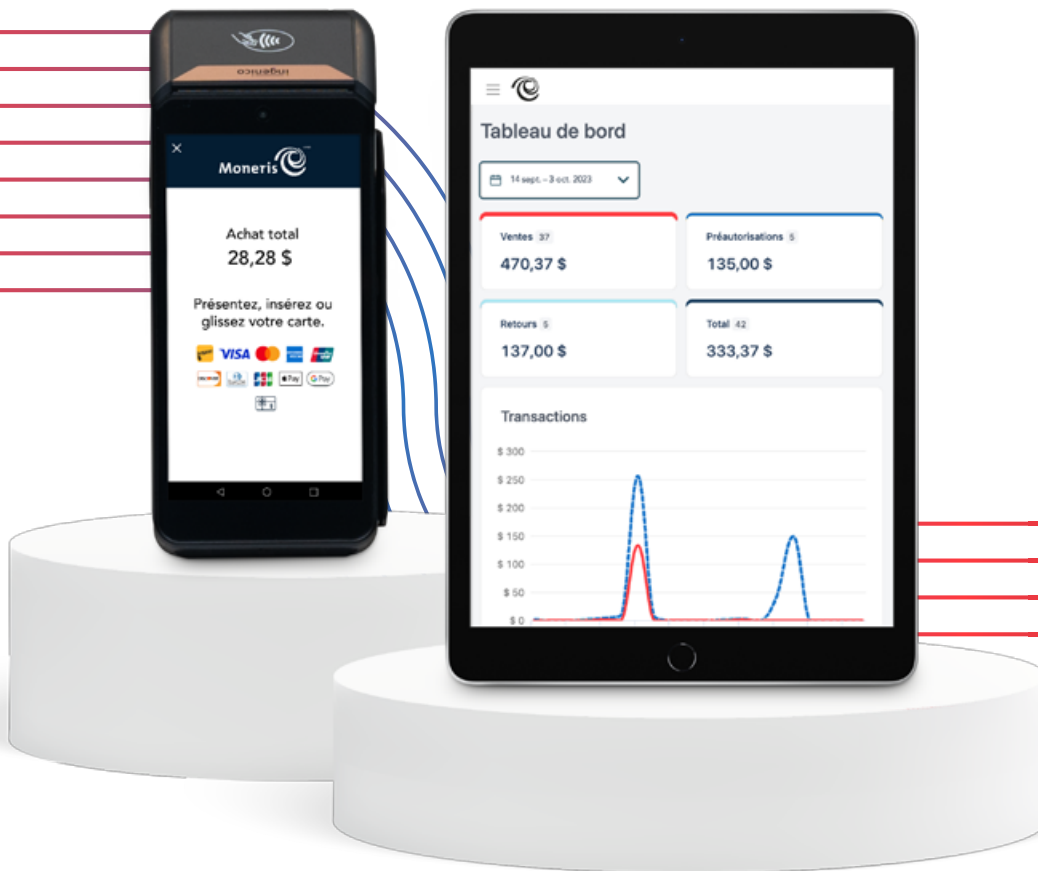 ingenico
Moneris
Achat total
28,28 $
Présentez, insérez ou
glissez votre carte.
VISA
Pay
G Pay
Tableau de bord
14 sept. – 3 oct. 2023
Ventes 37
470,37 $
Préautorisations 5
135,00 $
Retours 5
137,00 $
Total 42
333,37 $
Transactions
$ 300
$ 250
$ 200
$ 150
$ 100
$ 50
$ 0